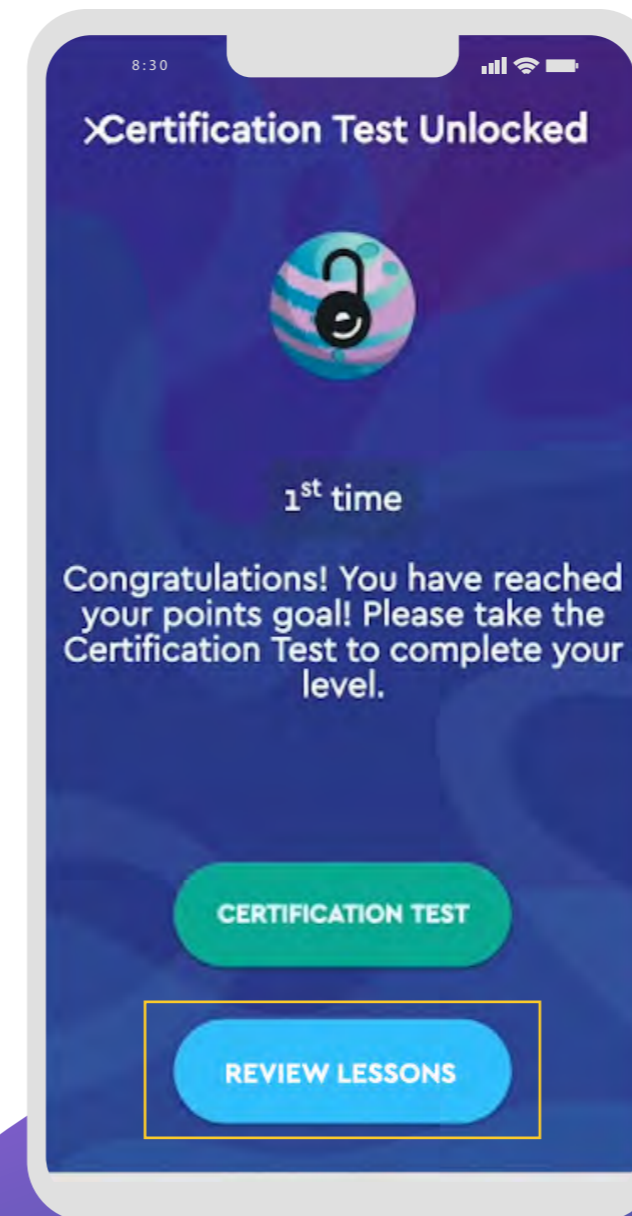 8:30
Certification Test Unlocked
1st time
Congratulations! You have reached
your points goal! Please take the
Certification Test to complete your
level.
CERTIFICATION TEST
REVIEW LESSONS